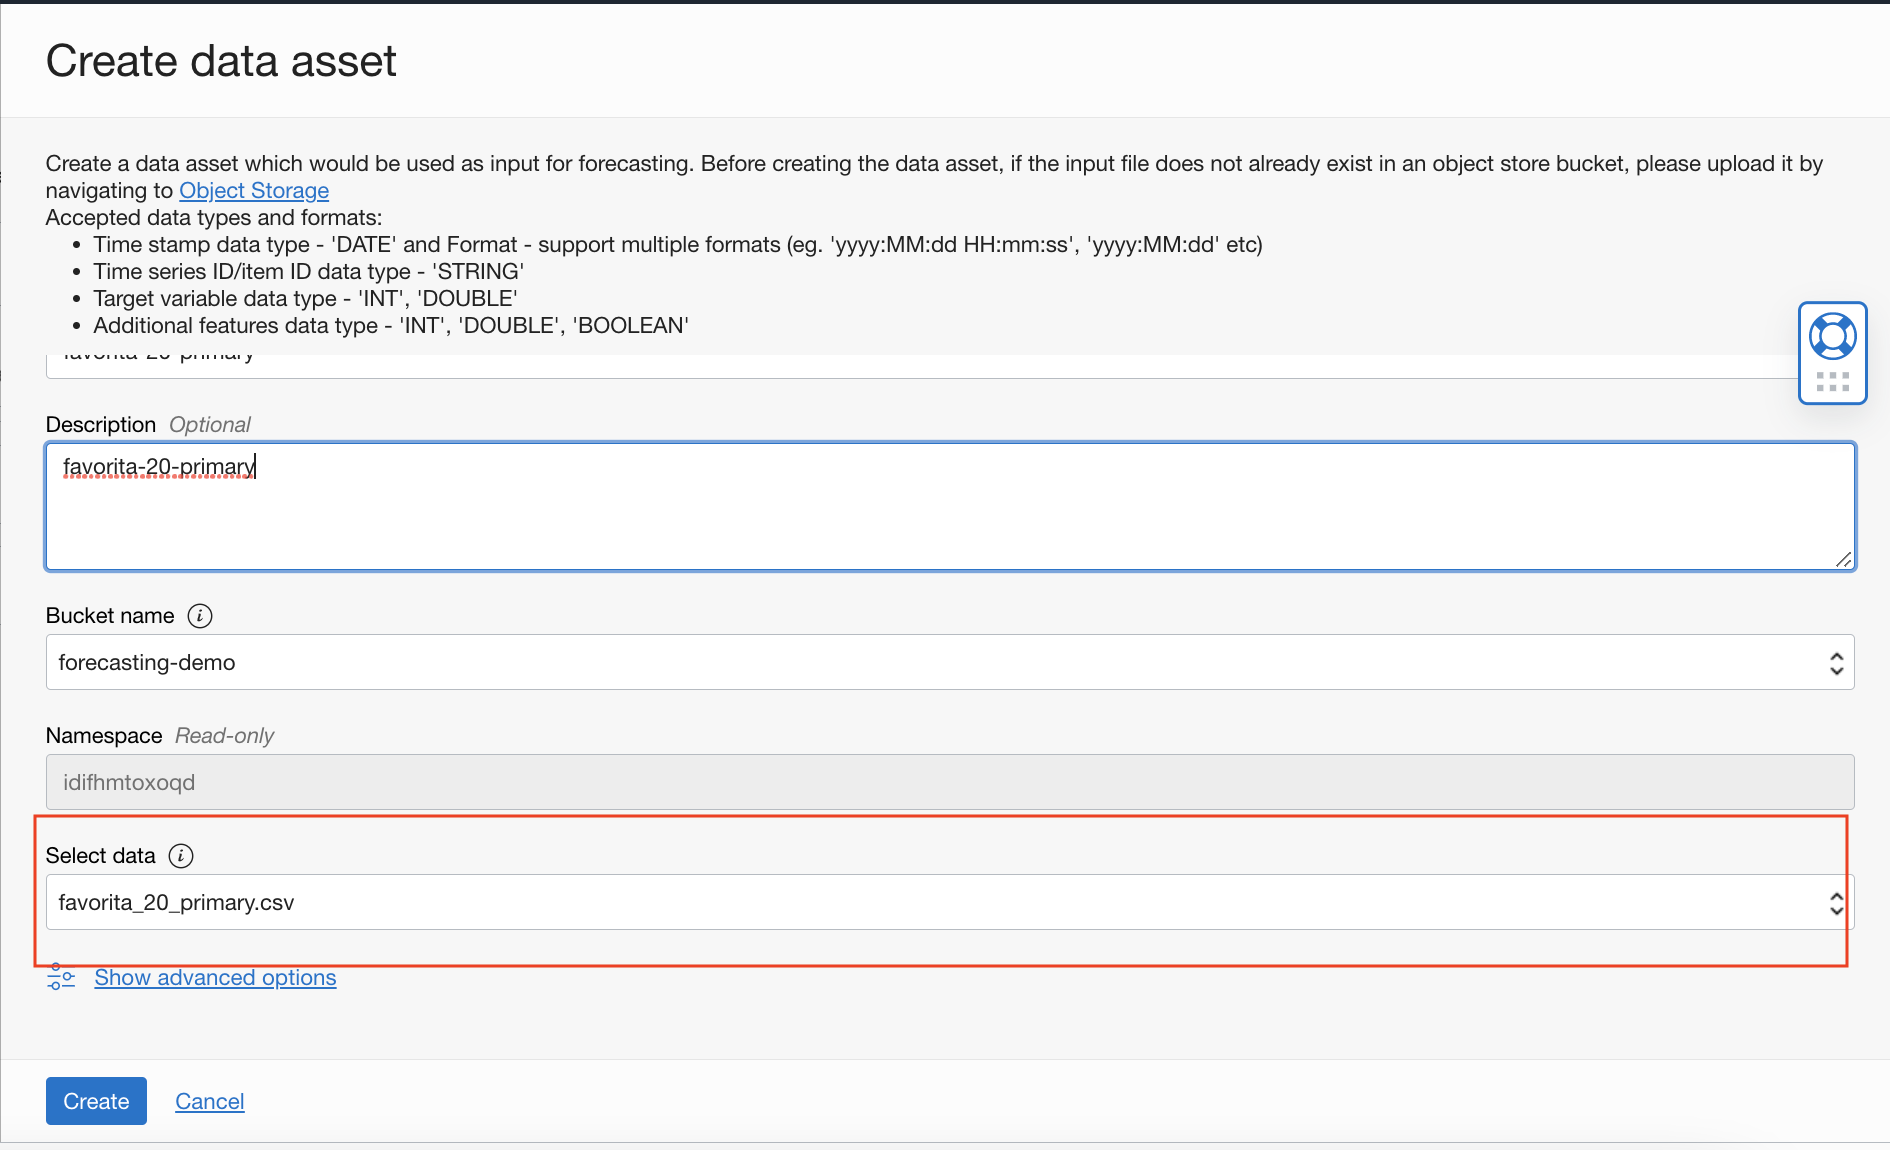 Create data asset
Create a data asset which would be used as input for forecasting. Before creating the data asset, if the input file does not already exist in an object store bucket, please upload it by
navigating to Object Storage
Accepted data types and formats:
• Time stamp data type - 'DATE' and Format - support multiple formats (eg. 'yyyy:MM:dd HH:mm:ss', 'yyyy:MM:dd' etc)
• Time series ID/item ID data type - 'STRING'
• Target variable data type - 'INT', 'DOUBLE'
• Additional features data type - 'INT', 'DOUBLE', 'BOOLEAN'
favorita-20-primary
Description Optional
favorita-20-primary
Bucket name i
forecasting-demo
Namespace Read-only
idifhmtoxoqd
Select data i
favorita_20_primary.csv
Show advanced options
Create Cancel